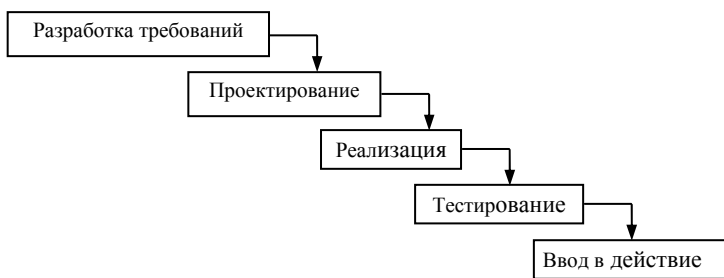 Разработка требований
Проектирование
Реализация
Тестирование
Ввод в действие